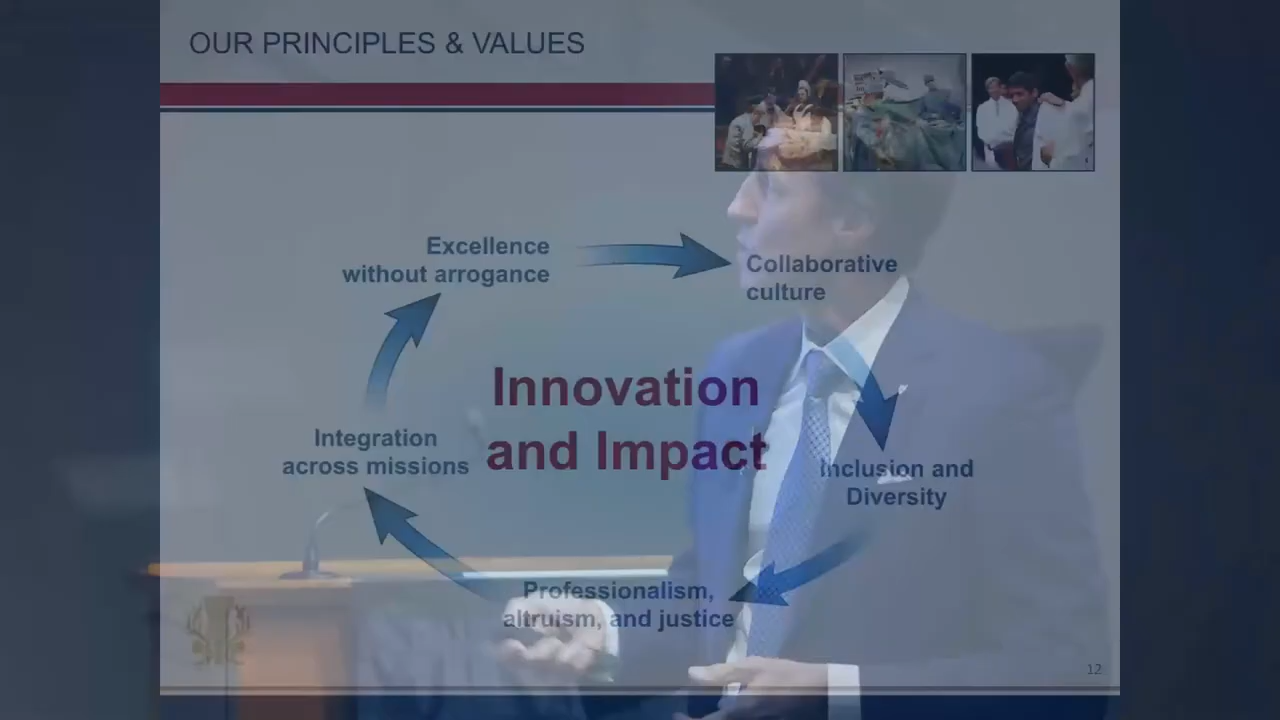 OUR PRINCIPLES & VALUES
Excellence
without arrogance
Collaborative
culture
Innovation
and Impact
Integration
across missions
Inclusion and
Diversity
Professionalism,
altruism, and justice
12